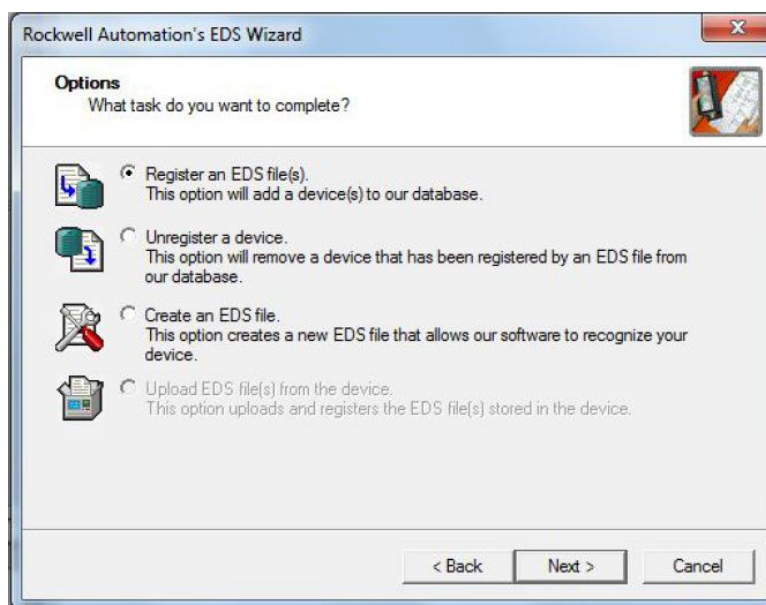 Rockwell Automation's EDS Wizard
Options
What task do you want to complete?
Register an EDS file(s).
This option will add a device(s) to our database.
Unregister a device.
This option will remove a device that has been registered by an EDS file from
our database.
Create an EDS file.
This option creates a new EDS file that allows our software to recognize your
device.
Upload EDS file(s) from the device.
This option uploads and registers the EDS file(s) stored in the device.
< Back
Next >
Cancel